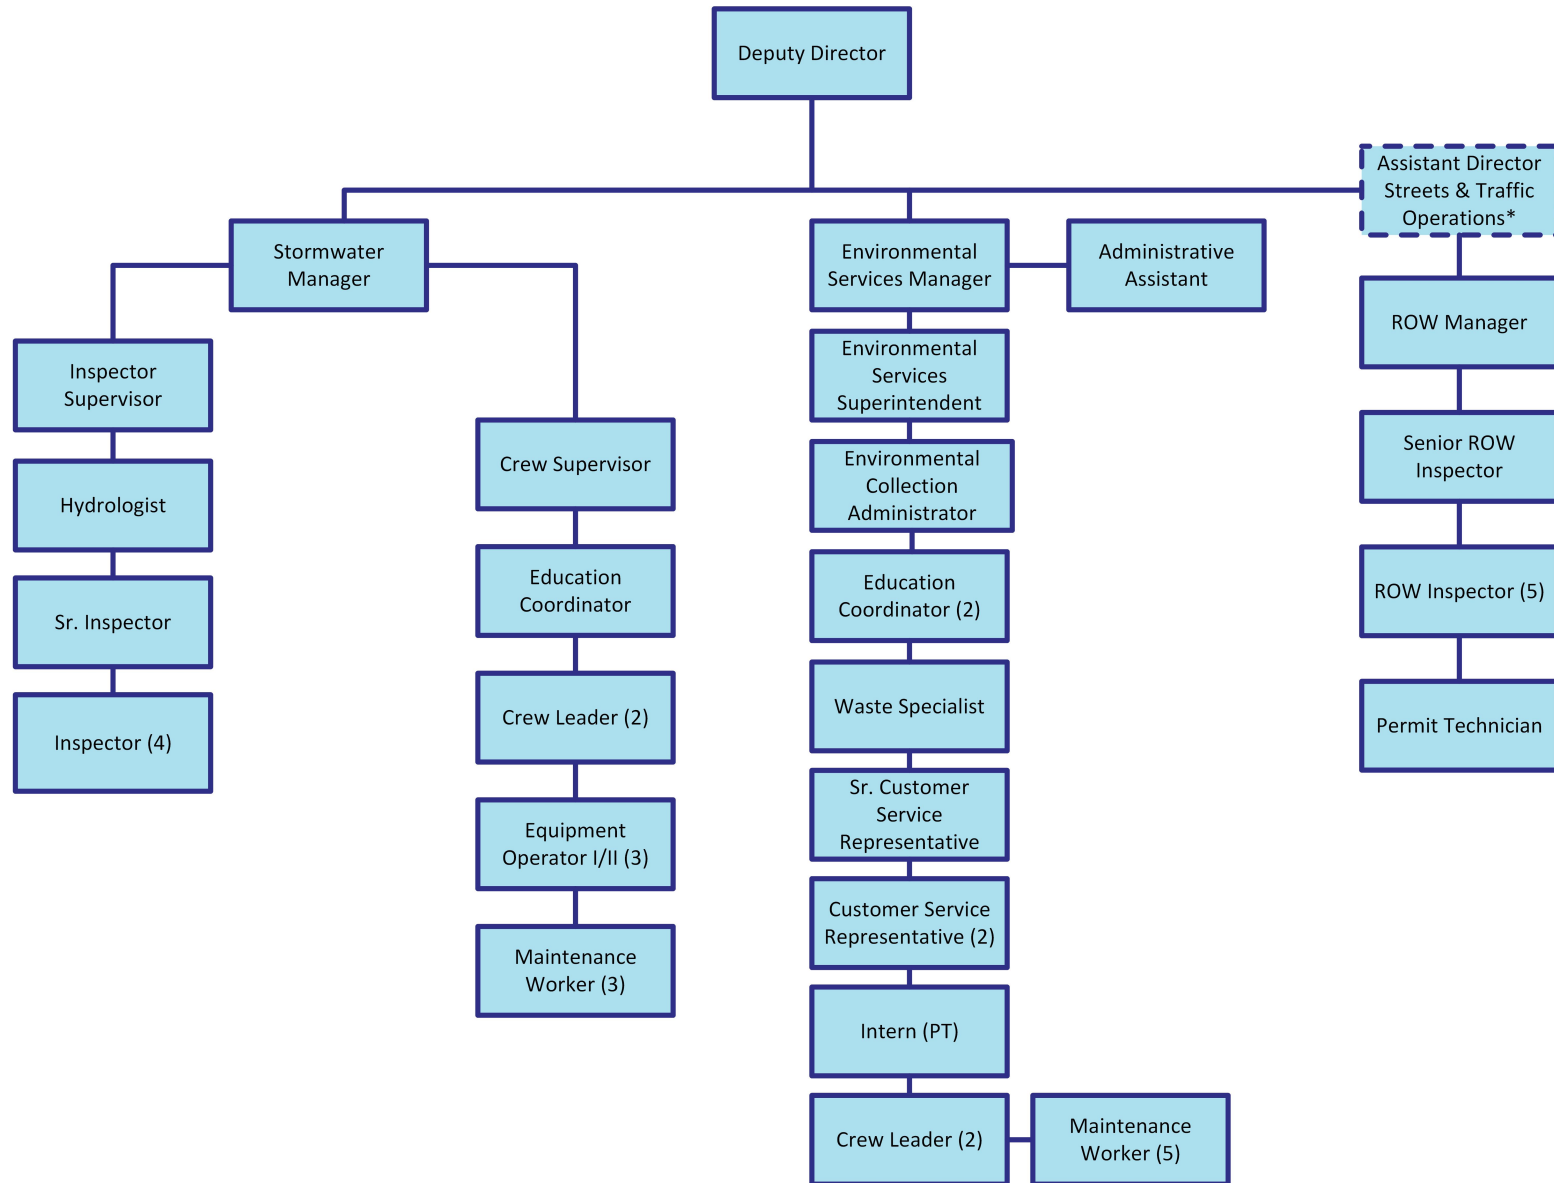 Deputy Director
Assistant Director
Streets & Traffic
Operations*
Stormwater
Manager
Environmental
Services Manager
Administrative
Assistant
ROW Manager
Inspector
Supervisor
Environmental
Services
Superintendent
Crew Supervisor
Senior ROW
Inspector
Hydrologist
Environmental
Collection
Administrator
Education
Coordinator
Education
Coordinator (2)
ROW Inspector (5)
Sr. Inspector
Crew Leader (2)
Waste Specialist
Permit Technician
Inspector (4)
Sr. Customer
Service
Representative
Equipment
Operator I/II (3)
Customer Service
Representative (2)
Maintenance
Worker (3)
Intern (PT)
Crew Leader (2)
Maintenance
Worker (5)